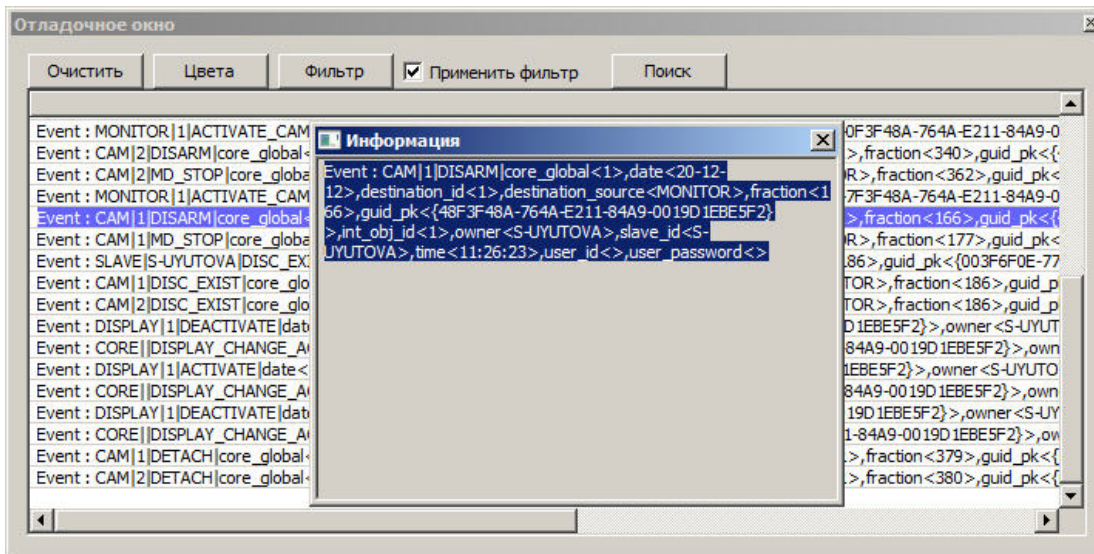 Отладочное окно
Очистить Цвета Фильтр Применить фильтр Поиск
Event : MONITOR|1|ACTIVATE_CAM 0F3F48A-764A-E211-84A9-0
Event : CAM|2|DISARM|core_global< >,fraction<340>,guid_pk<{
Event : CAM|2|MD_STOP|core_globa R>,fraction<362>,guid_pk<
Event : MONITOR|1|ACTIVATE_CAM 7F3F48A-764A-E211-84A9-0
Event : CAM|1|DISARM|core_global< >,fraction<166>,guid_pk<{
Event : CAM|1|MD_STOP|core_globa R>,fraction<177>,guid_pk<
Event : SLAVE|S-UYUTOVA|DISC_EX 86>,guid_pk<{003F6F0E-77
Event : CAM|1|DISC_EXIST|core_glo TOR>,fraction<186>,guid_p
Event : CAM|2|DISC_EXIST|core_glo TOR>,fraction<186>,guid_p
Event : DISPLAY|1|DEACTIVATE|dat D1EBE5F2}>,owner<S-UYUT
Event : CORE||DISPLAY_CHANGE_A 84A9-0019D1EBE5F2}>,own
Event : DISPLAY|1|ACTIVATE|date< 1EBE5F2}>,owner<S-UYUTO
Event : CORE||DISPLAY_CHANGE_A 84A9-0019D1EBE5F2}>,own
Event : DISPLAY|1|DEACTIVATE|dat 19D1EBE5F2}>,owner<S-UY
Event : CORE||DISPLAY_CHANGE_A 1-84A9-0019D1EBE5F2}>,ow
Event : CAM|1|DETACH|core_global< >,fraction<379>,guid_pk<{
Event : CAM|2|DETACH|core_global< >,fraction<380>,guid_pk<{
Информация
Event : CAM|1|DISARM|core_global<1>,date<20-12-
12>,destination_id<1>,destination_source<MONITOR>,fraction<1
66>,guid_pk<{48F3F48A-764A-E211-84A9-0019D1EBE5F2}
>,int_obj_id<1>,owner<S-UYUTOVA>,slave_id<S-
UYUTOVA>,time<11:26:23>,user_id<>,user_password<>